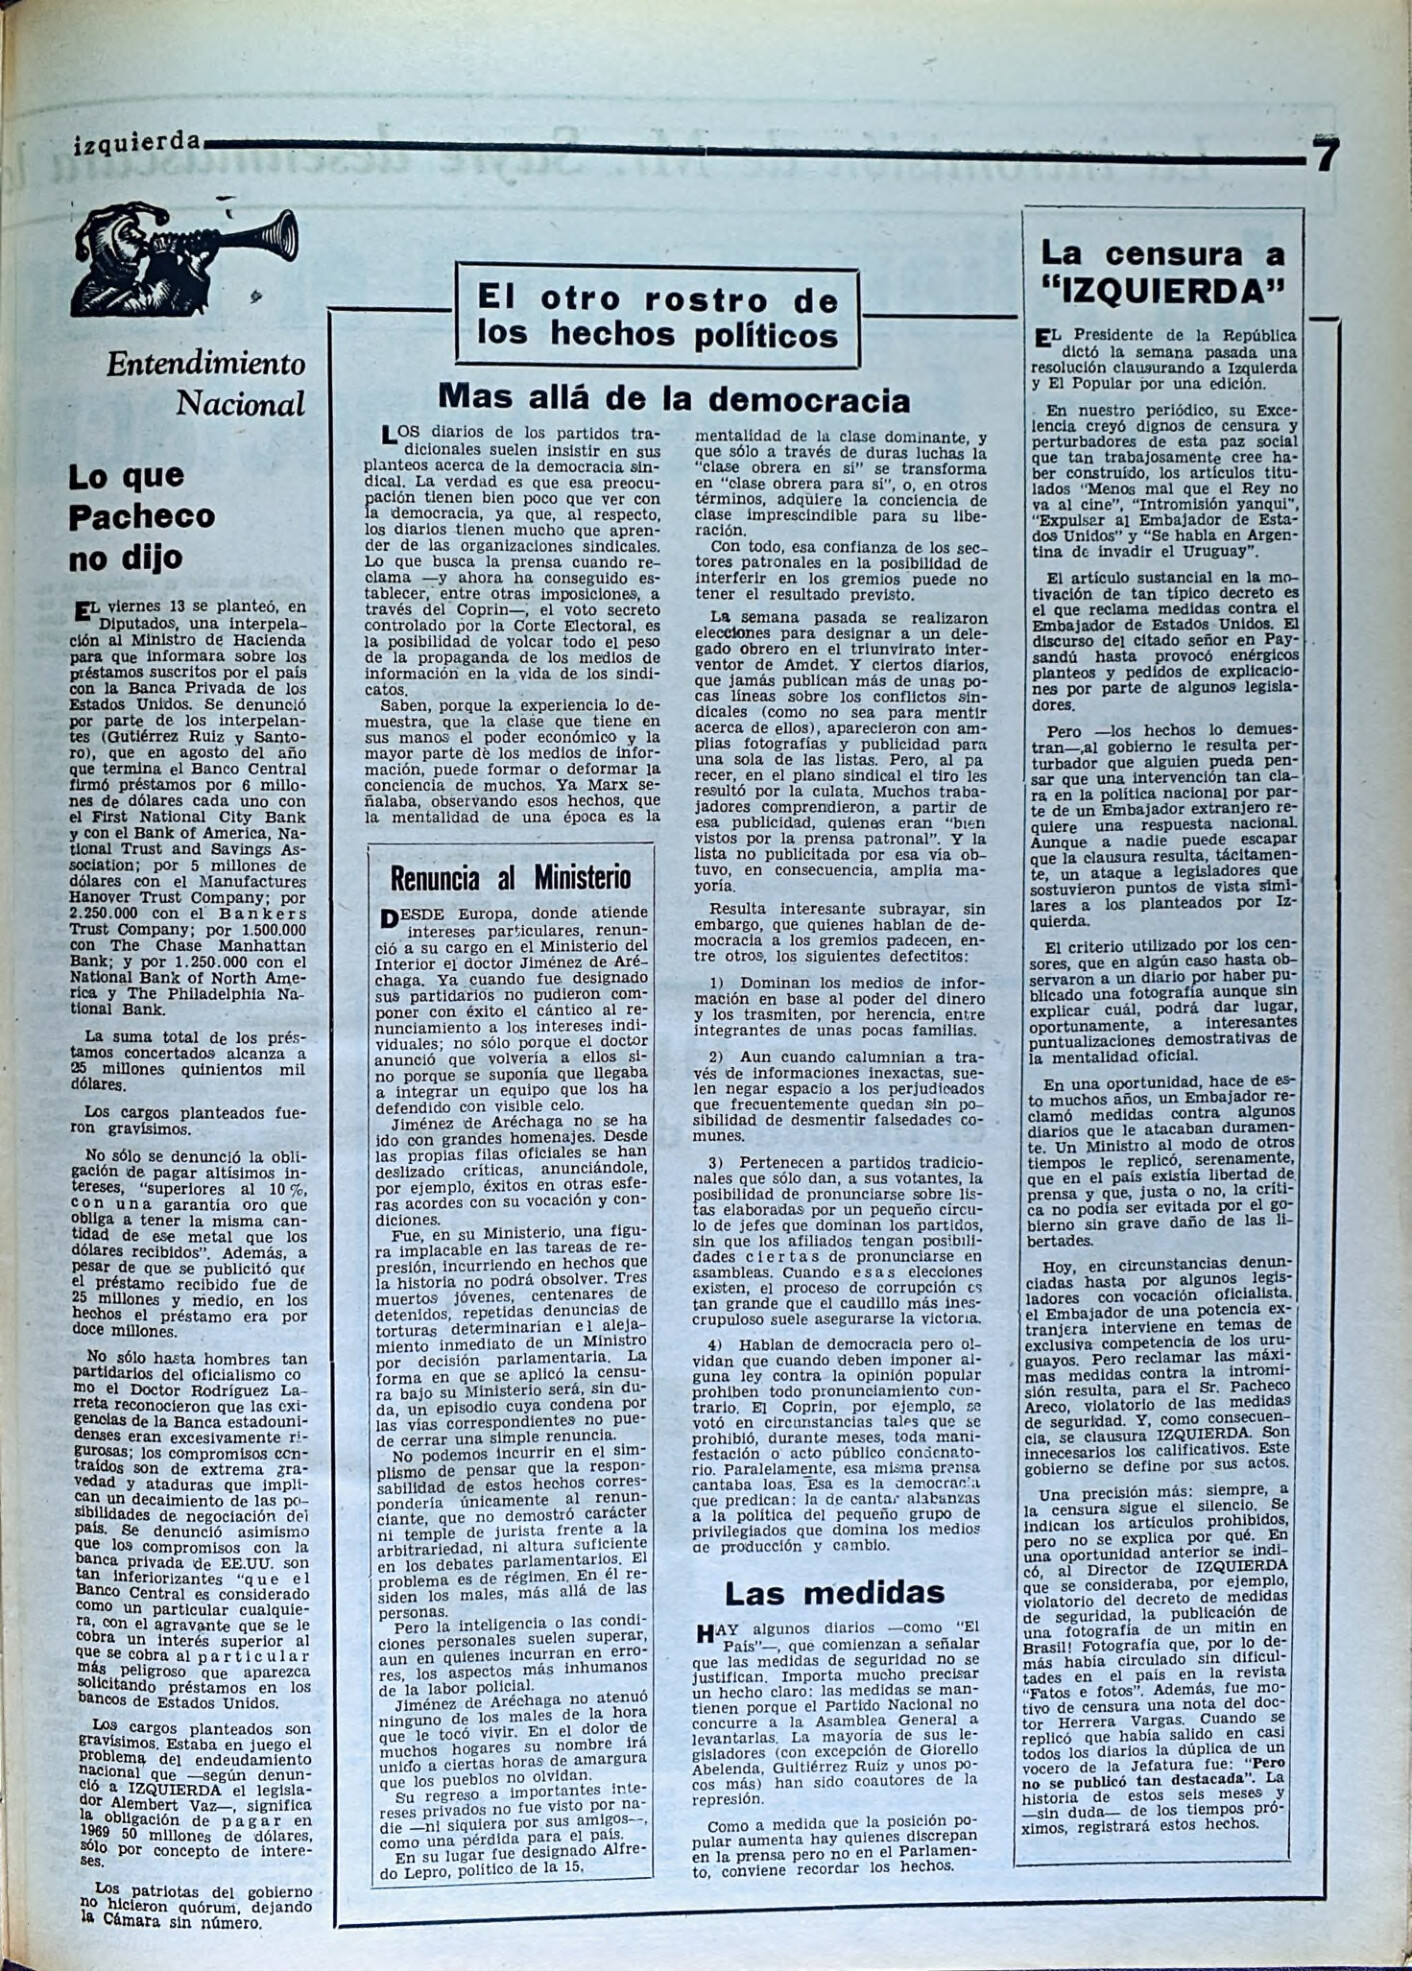 izquierda
7
Entendimiento
Nacional
Lo que
Pacheco
no dijo
EL viernes 13 se planteó, en
Diputados, una interpela-
ción al Ministro de Hacienda
para que informara sobre los
préstamos suscritos por el país
con la Banca Privada de los
Estados Unidos. Se denunció
por parte de los interpelan-
tes (Gutiérrez Ruiz y Santo-
ro), que en agosto del año
que termina el Banco Central
firmó préstamos por 6 millo-
nes de dólares cada uno con
el First National City Bank
y con el Bank of America, Na-
tional Trust and Savings As-
sociation; por 5 millones de
dólares con el Manufactures
Hanover Trust Company; por
2.250.000 con el Bankers
Trust Company; por 1.500.000
con The Chase Manhattan
Bank; y por 1.250.000 con el
National Bank of North Ame-
rica y The Philadelphia Na-
tional Bank.
La suma total de los prés-
tamos concertados alcanza a
25 millones quinientos mil
dólares.
Los cargos planteados fue-
ron gravísimos.
No sólo se denunció la obli-
gación de pagar altísimos in-
tereses, "superiores al 10 %,
con una garantía oro que
obliga a tener la misma can-
tidad de ese metal que los
dólares recibidos". Además, a
pesar de que se publicitó que
el préstamo recibido fue de
25 millones y medio, en los
hechos el préstamo era por
doce millones.
No sólo hasta hombres tan
partidarios del oficialismo co
mo el Doctor Rodríguez La-
rreta reconocieron que las exi-
gencias de la Banca estadouni-
denses eran excesivamente ri-
gurosas; los compromisos con-
traídos son de extrema gra-
vedad y ataduras que impli-
can un decaimiento de las po-
sibilidades de negociación del
país. Se denunció asimismo
que los compromisos con la
banca privada de EE.UU. son
tan inferiorizantes "que el
Banco Central es considerado
como un particular cualquie-
ra, con el agravante que se le
cobra un interés superior al
que se cobra al particular
más peligroso que aparezca
solicitando préstamos en los
bancos de Estados Unidos.
Los cargos planteados son
gravísimos. Estaba en juego el
problema del endeudamiento
nacional que —según denun-
ció a IZQUIERDA el legisla-
dor Alembert Vaz—, significa
la obligación de pagar en
1969 50 millones de dólares,
sólo por concepto de intere-
ses.
Los patriotas del gobierno
no hicieron quórum, dejando
la Cámara sin número.
El otro rostro de
los hechos políticos
Mas allá de la democracia
LOS diarios de los partidos tra-
dicionales suelen insistir en sus
planteos acerca de la democracia sin-
dical. La verdad es que esa preocu-
pación tienen bien poco que ver con
la democracia, ya que, al respecto,
los diarios tienen mucho que apren-
der de las organizaciones sindicales.
Lo que busca la prensa cuando re-
clama —y ahora ha conseguido es-
tablecer, entre otras imposiciones, a
través del Coprin—, el voto secreto
controlado por la Corte Electoral, es
la posibilidad de volcar todo el peso
de la propaganda de los medios de
información en la vida de los sindi-
catos.
Saben, porque la experiencia lo de-
muestra, que la clase que tiene en
sus manos el poder económico y la
mayor parte de los medios de infor-
mación, puede formar o deformar la
conciencia de muchos. Ya Marx se-
ñalaba, observando esos hechos, que
la mentalidad de una época es la
mentalidad de la clase dominante, y
que sólo a través de duras luchas la
"clase obrera en sí" se transforma
en "clase obrera para sí", o, en otros
términos, adquiere la conciencia de
clase imprescindible para su libe-
ración.
Con todo, esa confianza de los sec-
tores patronales en la posibilidad de
interferir en los gremios puede no
tener el resultado previsto.
La semana pasada se realizaron
elecciones para designar a un dele-
gado obrero en el triunvirato inter-
ventor de Amdet. Y ciertos diarios,
que jamás publican más de unas po-
cas líneas sobre los conflictos sin-
dicales (como no sea para mentir
acerca de ellos), aparecieron con am-
plias fotografías y publicidad para
una sola de las listas. Pero, al pa
recer, en el plano sindical el tiro les
resultó por la culata. Muchos traba-
jadores comprendieron, a partir de
esa publicidad, quienes eran "bien
vistos por la prensa patronal". Y la
lista no publicitada por esa vía ob-
tuvo, en consecuencia, amplia ma-
yoría.
Resulta interesante subrayar, sin
embargo, que quienes hablan de de-
mocracia a los gremios padecen, en-
tre otros, los siguientes defectitos:
1) Dominan los medios de infor-
mación en base al poder del dinero
y los trasmiten, por herencia, entre
integrantes de unas pocas familias.
2) Aun cuando calumnian a tra-
vés de informaciones inexactas, sue-
len negar espacio a los perjudicados
que frecuentemente quedan sin po-
sibilidad de desmentir falsedades co-
munes.
3) Pertenecen a partidos tradicio-
nales que sólo dan, a sus votantes, la
posibilidad de pronunciarse sobre lis-
tas elaboradas por un pequeño círcu-
lo de jefes que dominan los partidos,
sin que los afiliados tengan posibili-
dades ciertas de pronunciarse en
asambleas. Cuando esas elecciones
existen, el proceso de corrupción es
tan grande que el caudillo más ines-
crupuloso suele asegurarse la victoria.
4) Hablan de democracia pero ol-
vidan que cuando deben imponer al-
guna ley contra la opinión popular
prohiben todo pronunciamiento con-
trario. El Coprin, por ejemplo, se
votó en circunstancias tales que se
prohibió, durante meses, toda mani-
festación o acto público condenato-
rio. Paralelamente, esa misma prensa
cantaba loas. Esa es la democracia
que predican: la de cantar alabanzas
a la política del pequeño grupo de
privilegiados que domina los medios
de producción y cambio.
Renuncia al Ministerio
DESDE Europa, donde atiende
intereses particulares, renun-
ció a su cargo en el Ministerio del
Interior el doctor Jiménez de Aré-
chaga. Ya cuando fue designado
sus partidarios no pudieron com-
poner con éxito el cántico al re-
nunciamiento a los intereses indi-
viduales; no sólo porque el doctor
anunció que volvería a ellos si-
no porque se suponía que llegaba
a integrar un equipo que los ha
defendido con visible celo.
Jiménez de Aréchaga no se ha
ido con grandes homenajes. Desde
las propias filas oficiales se han
deslizado críticas, anunciándole,
por ejemplo, éxitos en otras esfe-
ras acordes con su vocación y con-
diciones.
Fue, en su Ministerio, una figu-
ra implacable en las tareas de re-
presión, incurriendo en hechos que
la historia no podrá obsolver. Tres
muertos jóvenes, centenares de
detenidos, repetidas denuncias de
torturas determinarían el aleja-
miento inmediato de un Ministro
por decisión parlamentaria. La
forma en que se aplicó la censu-
ra bajo su Ministerio será, sin du-
da, un episodio cuya condena por
las vías correspondientes no pue-
de cerrar una simple renuncia.
No podemos incurrir en el sim-
plismo de pensar que la respon-
sabilidad de estos hechos corres-
pondería únicamente al renun-
ciante, que no demostró carácter
ni temple de jurista frente a la
arbitrariedad, ni altura suficiente
en los debates parlamentarios. El
problema es de régimen. En él re-
siden los males, más allá de las
personas.
Pero la inteligencia o las condi-
ciones personales suelen superar,
aun en quienes incurran en erro-
res, los aspectos más inhumanos
de la labor policial.
Jiménez de Aréchaga no atenuó
ninguno de los males de la hora
que le tocó vivir. En el dolor de
muchos hogares su nombre irá
unido a ciertas horas de amargura
que los pueblos no olvidan.
Su regreso a importantes inte-
reses privados no fue visto por na-
die —ni siquiera por sus amigos—,
como una pérdida para el país.
En su lugar fue designado Alfre-
do Lepro, político de la 15.
Las medidas
HAY algunos diarios —como "El
País"—, que comienzan a señalar
que las medidas de seguridad no se
justifican. Importa mucho precisar
un hecho claro: las medidas se man-
tienen porque el Partido Nacional no
concurre a la Asamblea General a
levantarlas. La mayoría de sus le-
gisladores (con excepción de Giorello
Abelenda, Guitiérrez Ruiz y unos po-
cos más) han sido coautores de la
represión.
Como a medida que la posición po-
pular aumenta hay quienes discrepan
en la prensa pero no en el Parlamen-
to, conviene recordar los hechos.
La censura a
"IZQUIERDA"
EL Presidente de la República
dictó la semana pasada una
resolución clausurando a Izquierda
y El Popular por una edición.
En nuestro periódico, su Exce-
lencia creyó dignos de censura y
perturbadores de esta paz social
que tan trabajosamente cree ha-
ber construido, los artículos titu-
lados "Menos mal que el Rey no
va al cine", "Intromisión yanqui",
"Expulsar al Embajador de Esta-
dos Unidos" y "Se habla en Argen-
tina de invadir el Uruguay".
El artículo sustancial en la mo-
tivación de tan típico decreto es
el que reclama medidas contra el
Embajador de Estados Unidos. El
discurso del citado señor en Pay-
sandú hasta provocó enérgicos
planteos y pedidos de explicacio-
nes por parte de algunos legisla-
dores.
Pero —los hechos lo demues-
tran—,al gobierno le resulta per-
turbador que alguien pueda pen-
sar que una intervención tan cla-
ra en la política nacional por par-
te de un Embajador extranjero re-
quiere una respuesta nacional.
Aunque a nadie puede escapar
que la clausura resulta, tácitamen-
te, un ataque a legisladores que
sostuvieron puntos de vista simi-
lares a los planteados por Iz-
quierda.
El criterio utilizado por los cen-
sores, que en algún caso hasta ob-
servaron a un diario por haber pu-
blicado una fotografía aunque sin
explicar cuál, podrá dar lugar,
oportunamente, a interesantes
puntualizaciones demostrativas de
la mentalidad oficial.
En una oportunidad, hace de es-
to muchos años, un Embajador re-
clamó medidas contra algunos
diarios que le atacaban duramen-
te. Un Ministro al modo de otros
tiempos le replicó, serenamente,
que en el país existía libertad de
prensa y que, justa o no, la críti-
ca no podía ser evitada por el go-
bierno sin grave daño de las li-
bertades.
Hoy, en circunstancias denun-
ciadas hasta por algunos legis-
ladores con vocación oficialista,
el Embajador de una potencia ex-
tranjera interviene en temas de
exclusiva competencia de los uru-
guayos. Pero reclamar las máxi-
mas medidas contra la intromi-
sión resulta, para el Sr. Pacheco
Areco, violatorio de las medidas
de seguridad. Y, como consecuen-
cia, se clausura IZQUIERDA. Son
innecesarios los calificativos. Este
gobierno se define por sus actos.
Una precisión más: siempre, a
la censura sigue el silencio. Se
indican los artículos prohibidos,
pero no se explica por qué. En
una oportunidad anterior se indi-
có, al Director de IZQUIERDA
que se consideraba, por ejemplo,
violatorio del decreto de medidas
de seguridad, la publicación de
una fotografía de un mitin en
Brasil! Fotografía que, por lo de-
más había circulado sin dificul-
tades en el país en la revista
"Fatos e fotos". Además, fue mo-
tivo de censura una nota del doc-
tor Herrera Vargas. Cuando se
replicó que había salido en casi
todos los diarios la dúplica de un
vocero de la Jefatura fue: "Pero
no se publicó tan destacada". La
historia de estos seis meses y
—sin duda— de los tiempos pró-
ximos, registrará estos hechos.